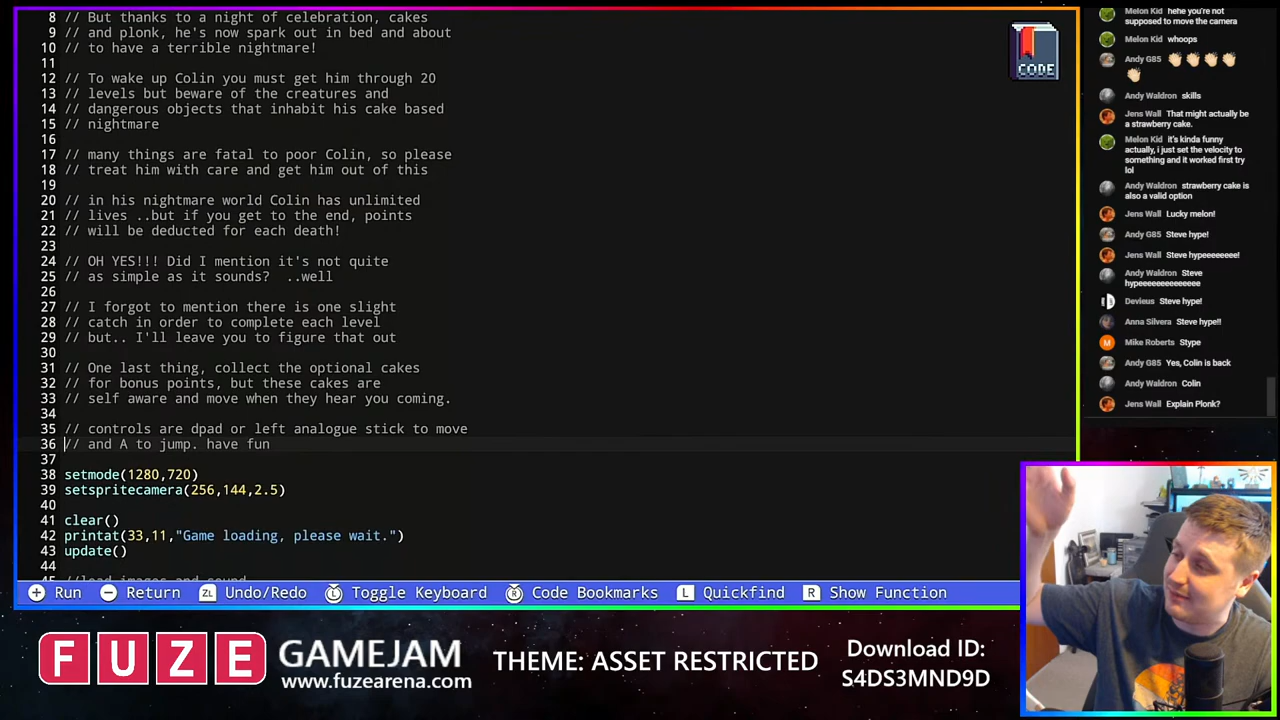 8 // But thanks to a night of celebration, cakes
9 // and plonk, he's now spark out in bed and about
10 // to have a terrible nightmare!
11
12 // To wake up Colin you must get him through 20
13 // levels but beware of the creatures and
14 // dangerous objects that inhabit his cake based
15 // nightmare
16
17 // many things are fatal to poor Colin, so please
18 // treat him with care and get him out of this
19
20 // in his nightmare world Colin has unlimited
21 // lives ..but if you get to the end, points
22 // will be deducted for each death!
23
24 // OH YES!!! Did I mention it's not quite
25 // as simple as it sounds?  ..well
26
27 // I forgot to mention there is one slight
28 // catch in order to complete each level
29 // but.. I'll leave you to figure that out
30
31 // One last thing, collect the optional cakes
32 // for bonus points, but these cakes are
33 // self aware and move when they hear you coming.
34
35 // controls are dpad or left analogue stick to move
36 // and A to jump. have fun
37
38 setmode(1280,720)
39 setspritecamera(256,144,2.5)
40
41 clear()
42 printat(33,11,"Game loading, please wait.")
43 update()
44
45 //load images and sound
CODE
+ Run - Return ZL Undo/Redo L Toggle Keyboard R Code Bookmarks L Quickfind R Show Function
Melon Kid hehe you're not
supposed to move the camera
Melon Kid whoops
Andy G85 👏🏻 👏🏻 👏🏻 👏🏻
👏🏻
Andy Waldron skills
Jens Wall That might actually be
a strawberry cake.
Melon Kid it's kinda funny
actually, i just set the velocity to
something and it worked first try
lol
Andy Waldron strawberry cake is
also a valid option
Jens Wall Lucky melon!
Andy G85 Steve hype!
Jens Wall Steve hypeeeeeeee!
Andy Waldron Steve
hypeeeeeeeeeeeeee
Devieus Steve hype!
Anna Silvera Steve hype!!
Mike Roberts Stype
Andy G85 Yes, Colin is back
Andy Waldron Colin
Jens Wall Explain Plonk?
M
FUZE GAMEJAM
www.fuzearena.com
THEME: ASSET RESTRICTED
Download ID:
S4DS3MND9D